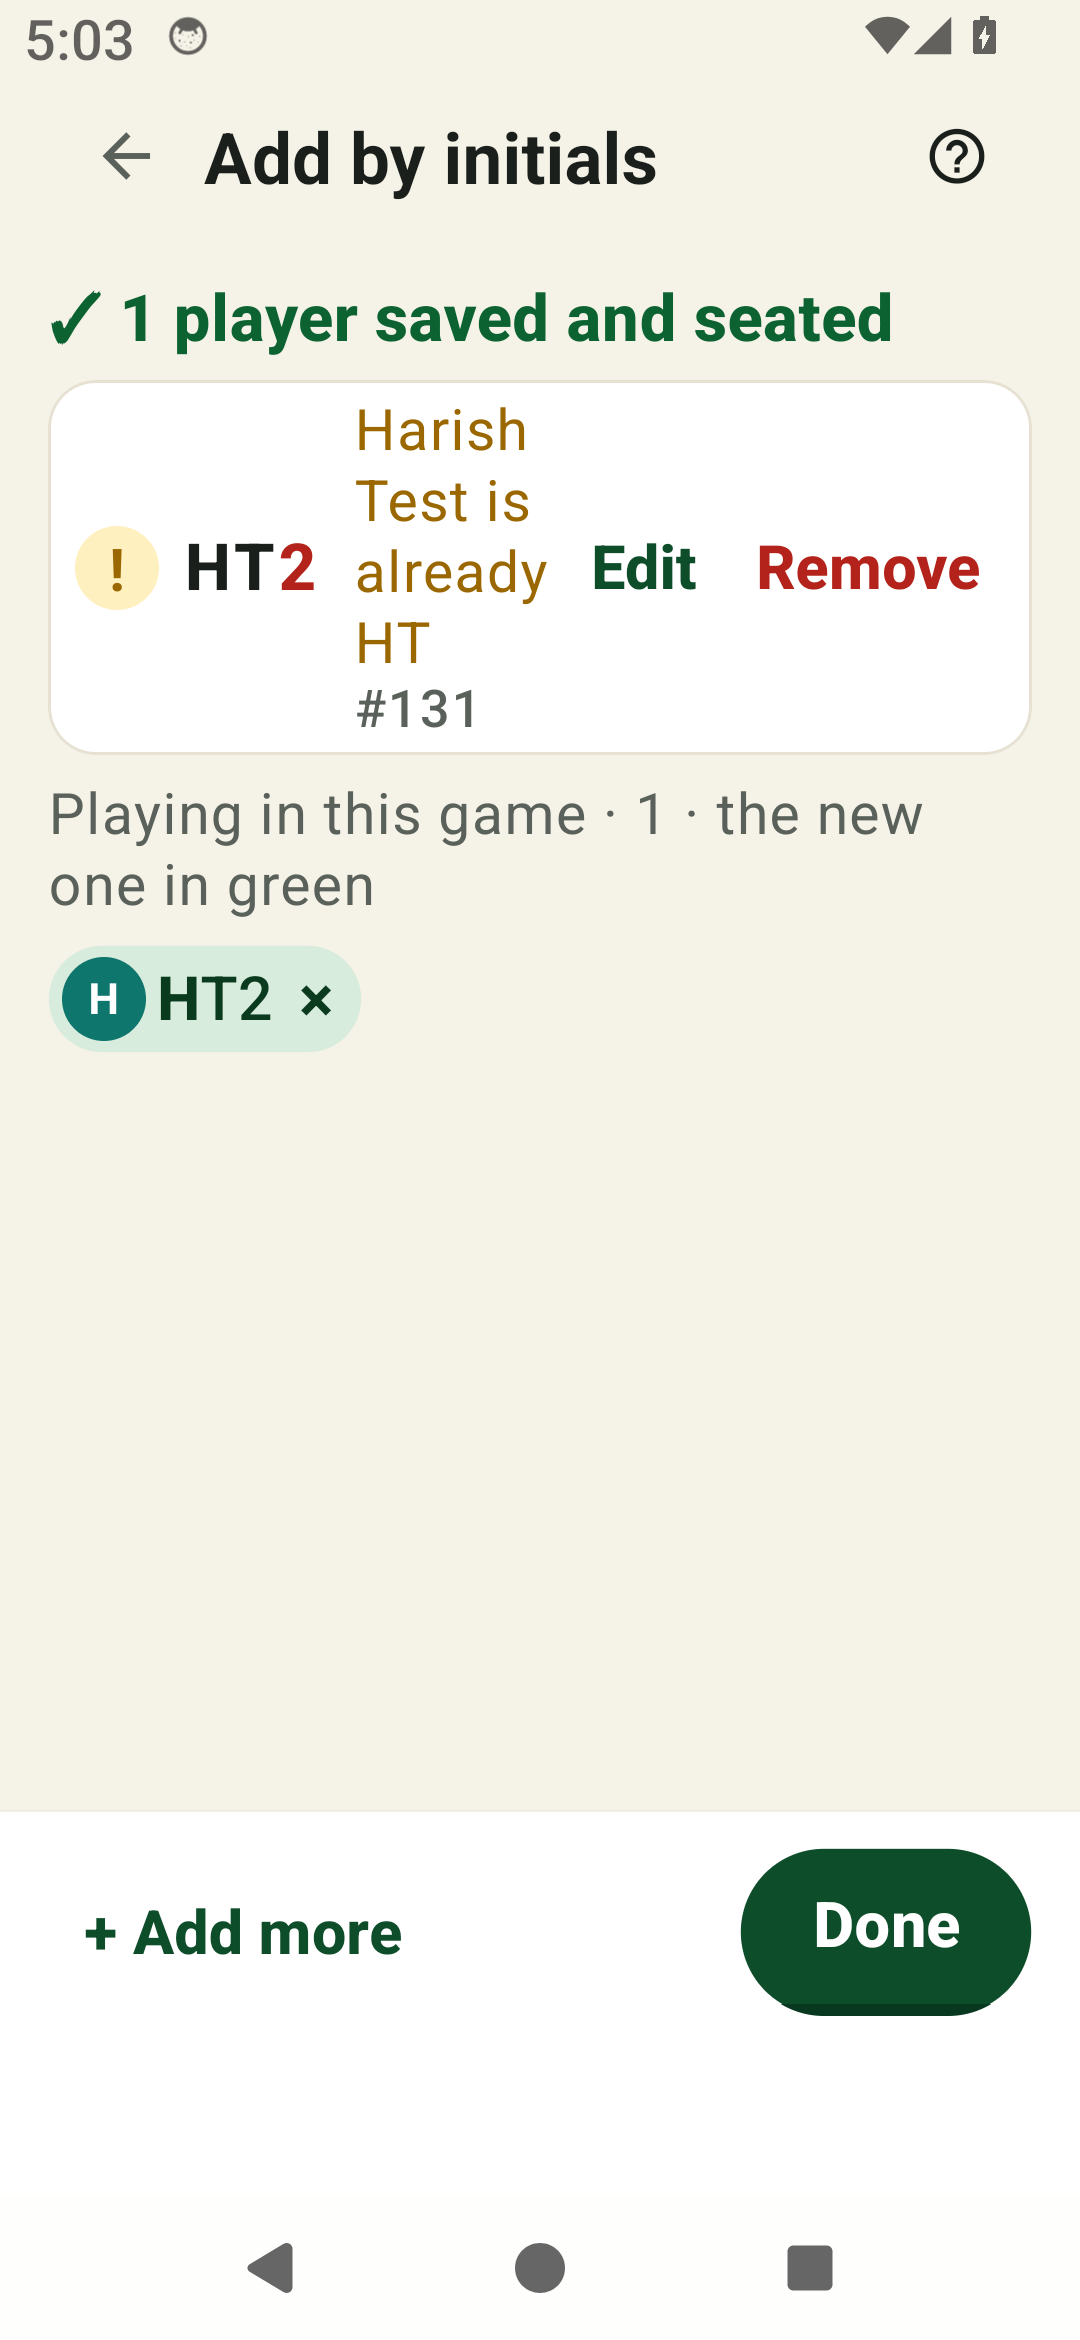 5:03
Add by initials
✓ 1 player saved and seated
Harish
Test is
already
HT
#131
! HT2
Edit
Remove
Playing in this game · 1 · the new
one in green
H HT2 ×
+ Add more
Done